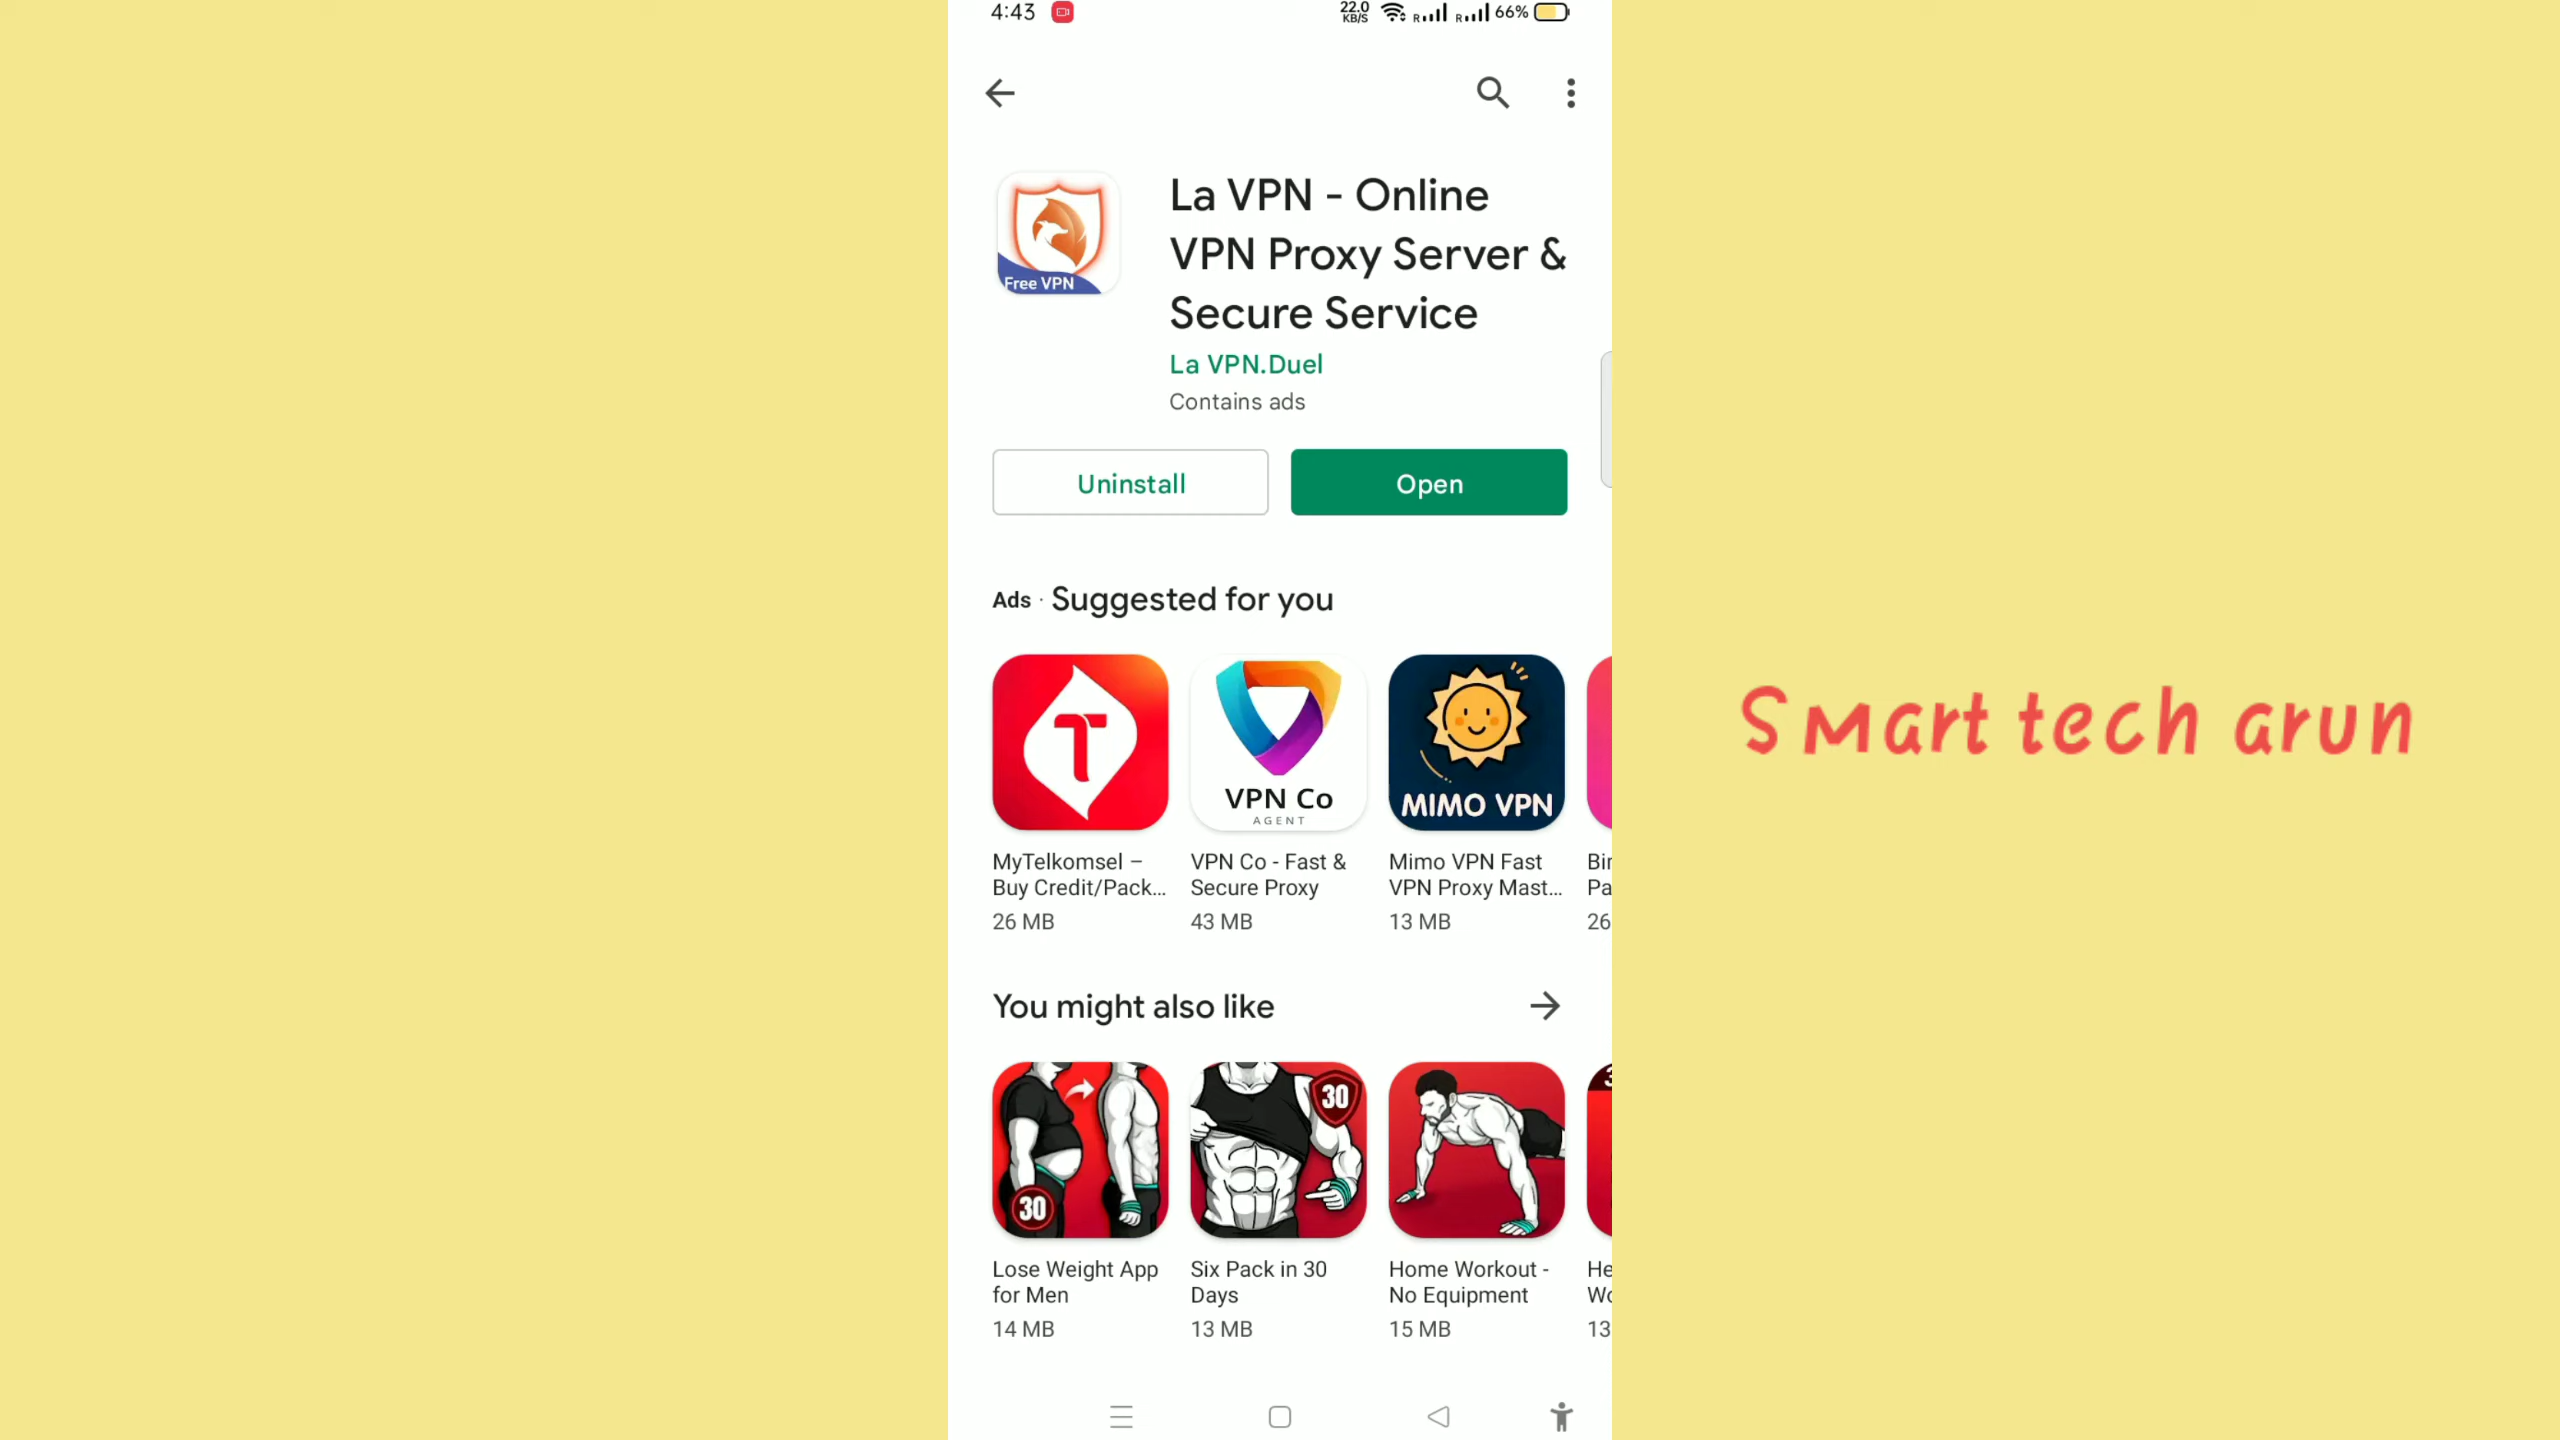 4:43
22.0
KB/S
R
R
66%
La VPN - Online
VPN Proxy Server &
Secure Service
Free VPN
La VPN.Duel
Contains ads
Uninstall
Open
Ads · Suggested for you
VPN Co
AGENT
MIMO VPN
MyTelkomsel –
Buy Credit/Pack...
26 MB
VPN Co - Fast &
Secure Proxy
43 MB
Mimo VPN Fast
VPN Proxy Mast...
13 MB
26
Smart tech arun
You might also like
30
30
Lose Weight App
for Men
14 MB
Six Pack in 30
Days
13 MB
Home Workout -
No Equipment
15 MB
13